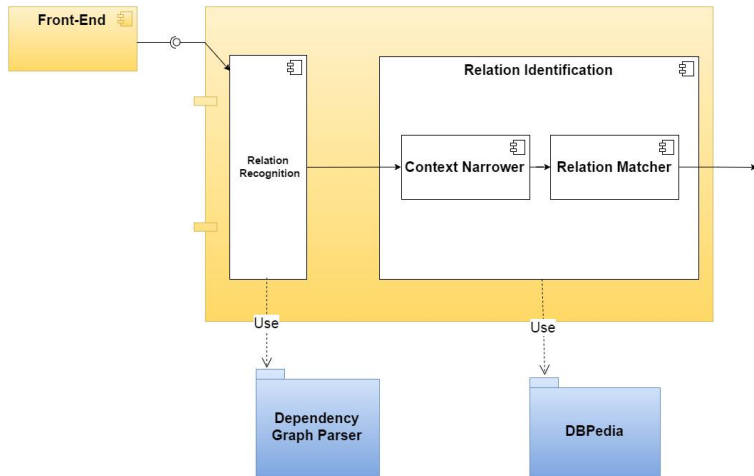 Front-End
Relation Identification
Relation
Recognition
Context Narrower
Relation Matcher
Use
Use
Dependency
Graph Parser
DBPedia